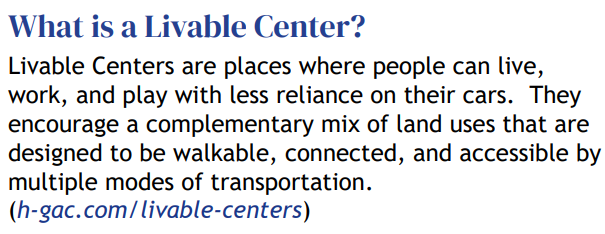 What is a Livable Center?
Livable Centers are places where people can live,
work, and play with less reliance on their cars.  They
encourage a complementary mix of land uses that are
designed to be walkable, connected, and accessible by
multiple modes of transportation.
(h-gac.com/livable-centers)